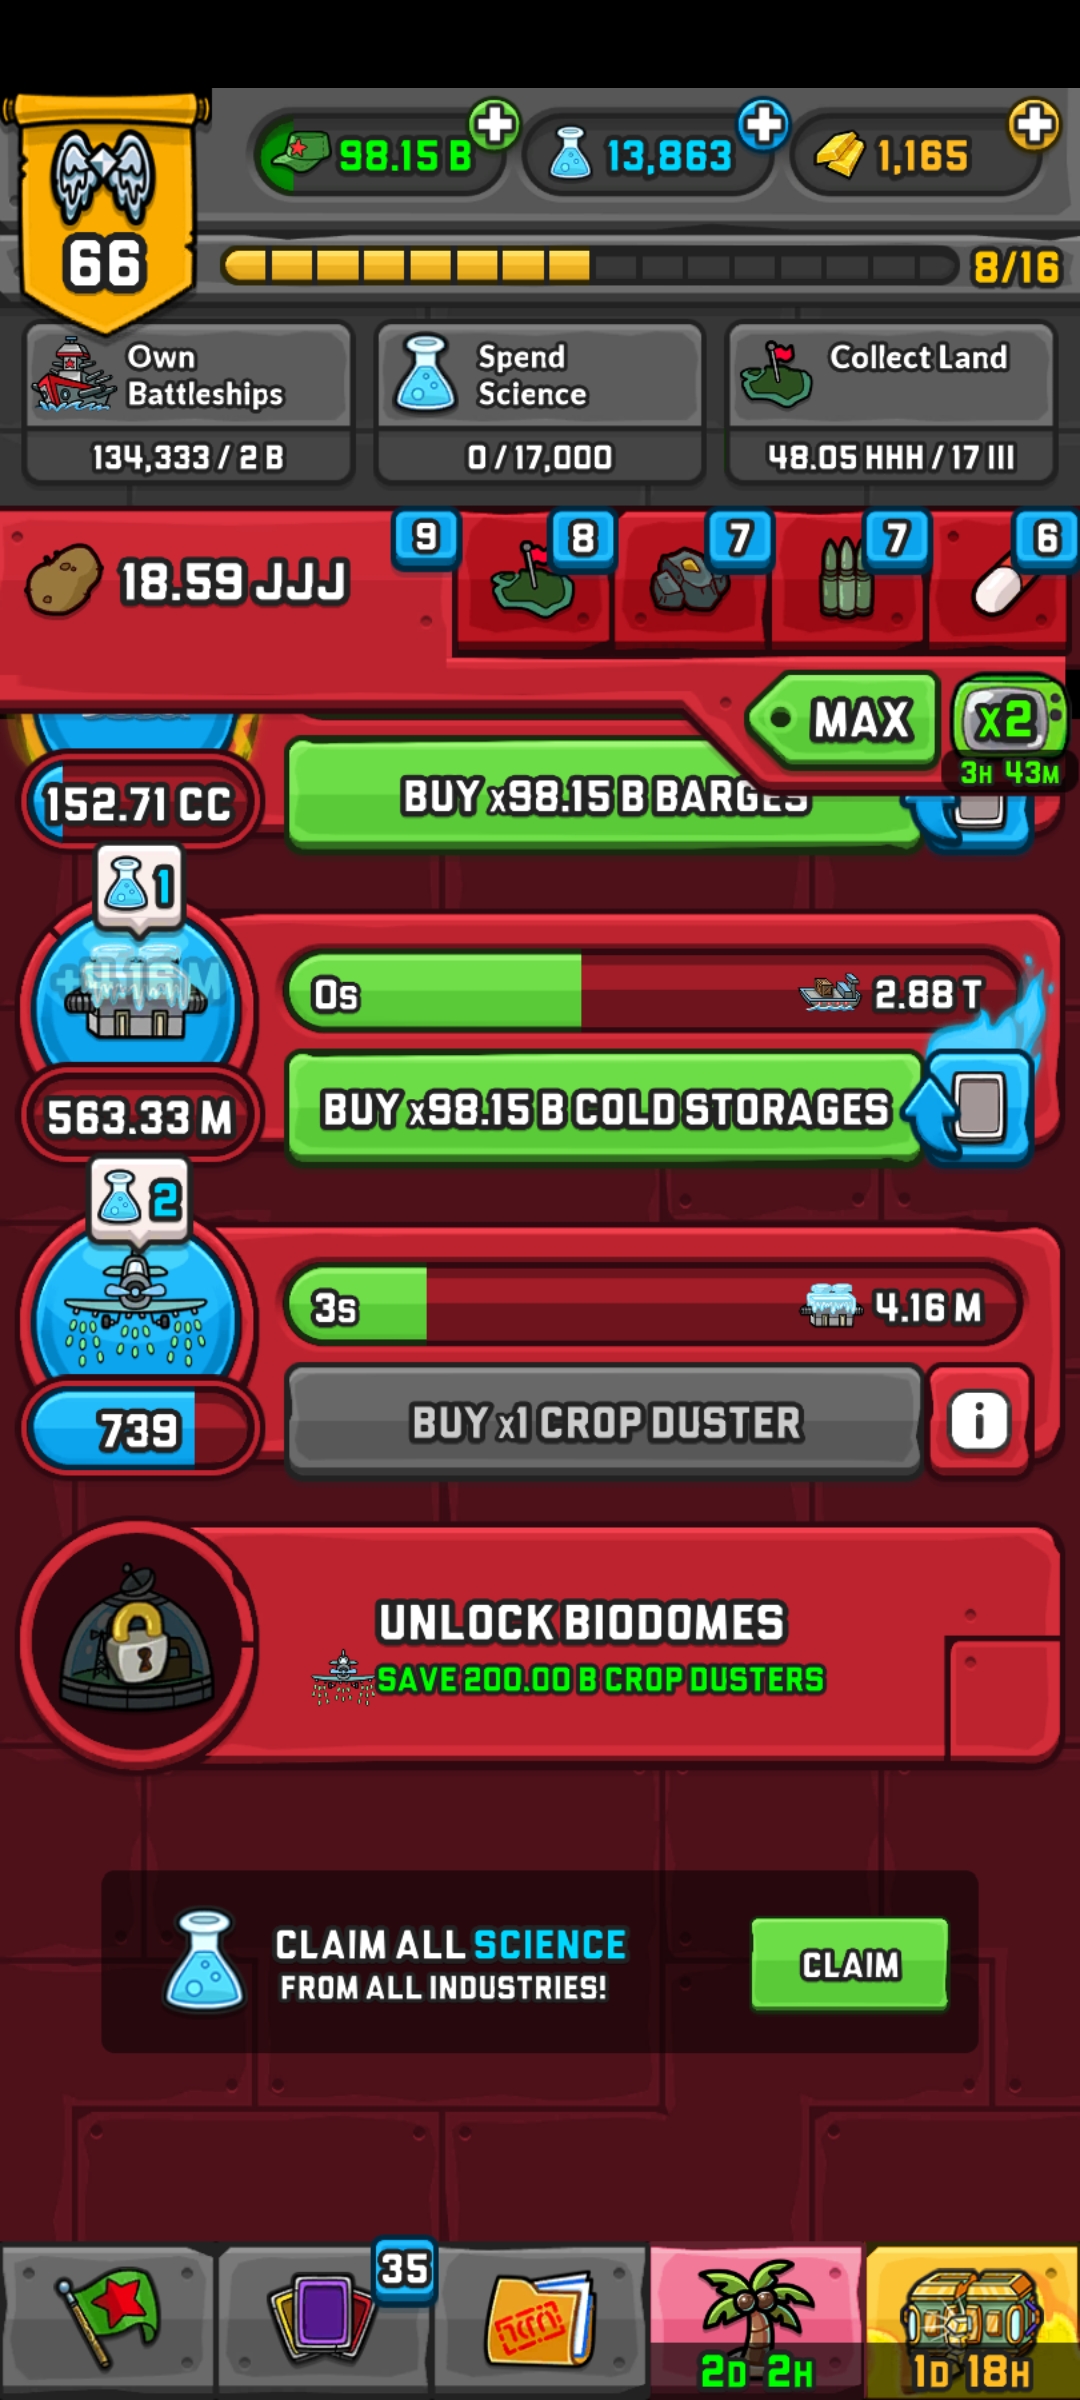 98.15 B
13,863
1,165
66
8/16
Own
Battleships
134,333 / 2 B
Spend
Science
0 / 17,000
Collect Land
48.05 HHH / 17 III
18.59 JJJ
9
8
7
7
6
MAX
x2
3H 43M
152.71 CC
BUY x98.15 B BARGES
1
0s
2.88 T
563.33 M
BUY x98.15 B COLD STORAGES
2
3s
4.16 M
739
BUY x1 CROP DUSTER
i
UNLOCK BIODOMES
SAVE 200.00 B CROP DUSTERS
CLAIM ALL SCIENCE
FROM ALL INDUSTRIES!
CLAIM
35
2D 2H
1D 18H